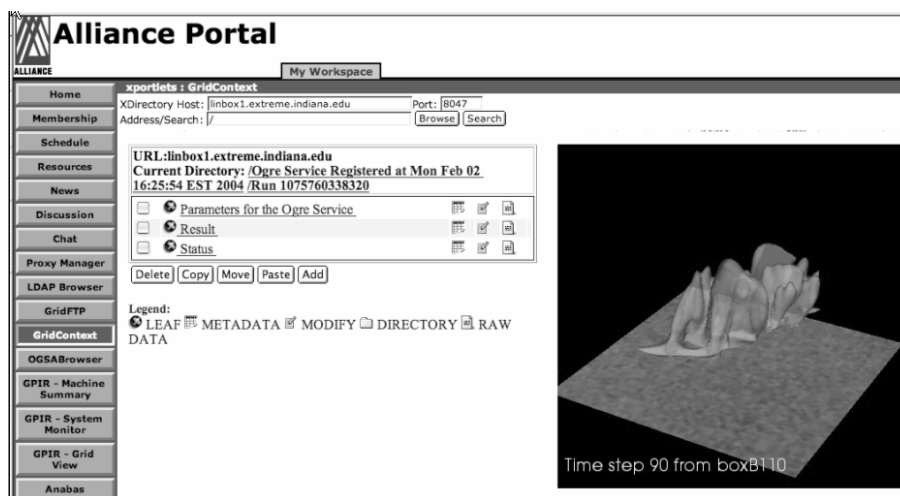 Alliance Portal
ALLIANCE
My Workspace
Home
Membership
Schedule
Resources
News
Discussion
Chat
Proxy Manager
LDAP Browser
GridFTP
GridContext
OGSABrowser
GPIR - Machine
Summary
GPIR - System
Monitor
GPIR - Grid
View
Anabas
xportlets : GridContext
XDirectory Host: linbox1.extreme.indiana.edu Port: 8047
Address/Search: / Browse Search
URL:linbox1.extreme.indiana.edu
Current Directory: /Ogre Service Registered at Mon Feb 02
16:25:54 EST 2004 /Run 1075760338320
Parameters for the Ogre Service
Result
Status
Delete Copy Move Paste Add
Legend:
LEAF METADATA MODIFY DIRECTORY RAW
DATA
Time step 90 from boxB110